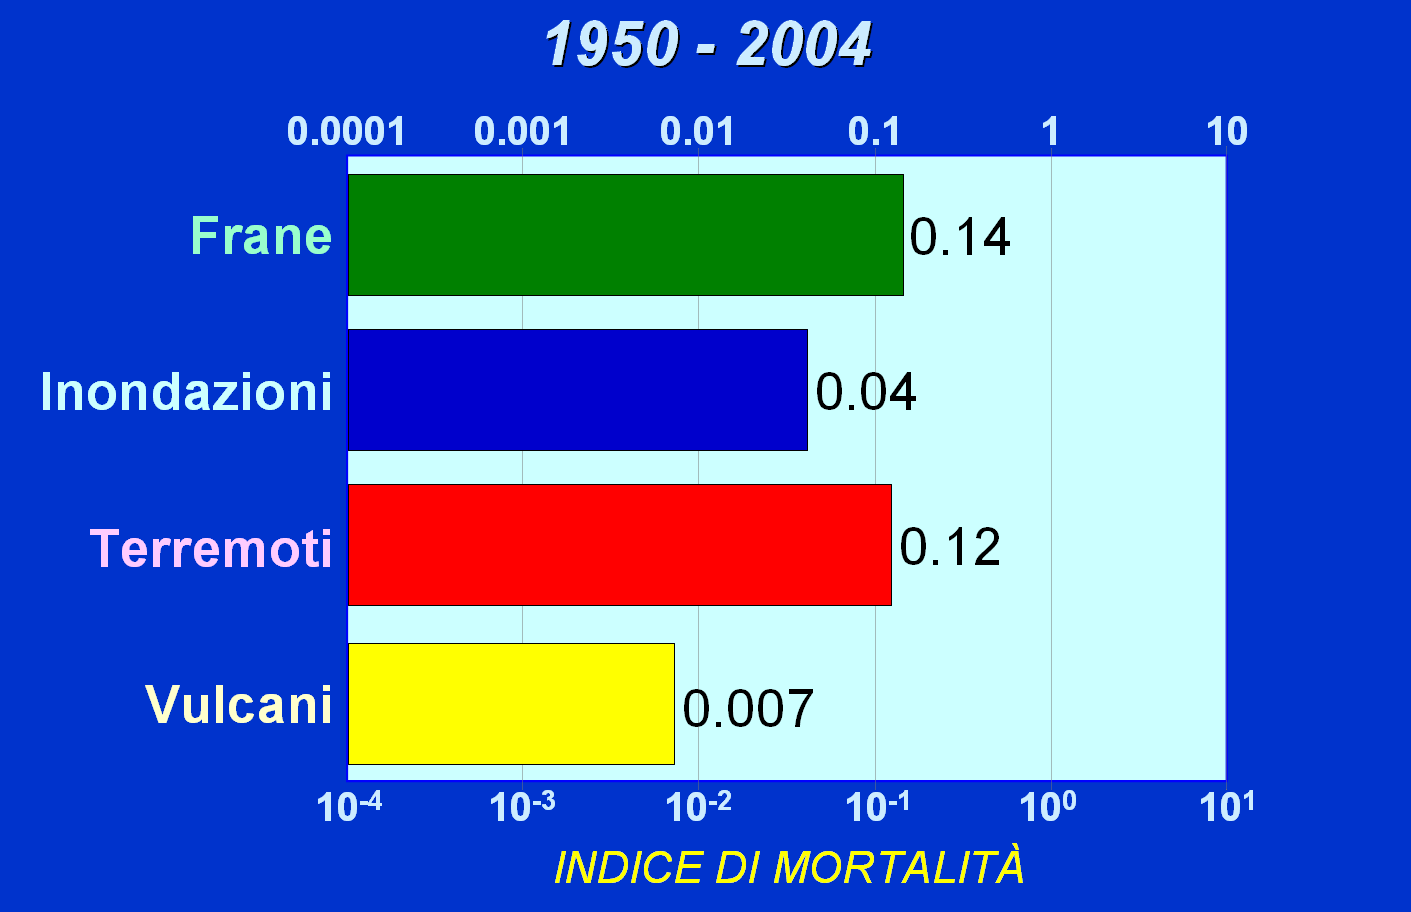 1950 - 2004
0.0001 0.001 0.01 0.1 1 10
Frane 0.14
Inondazioni 0.04
Terremoti 0.12
Vulcani 0.007
10⁻⁴ 10⁻³ 10⁻² 10⁻¹ 10⁰ 10¹
INDICE DI MORTALITÀ